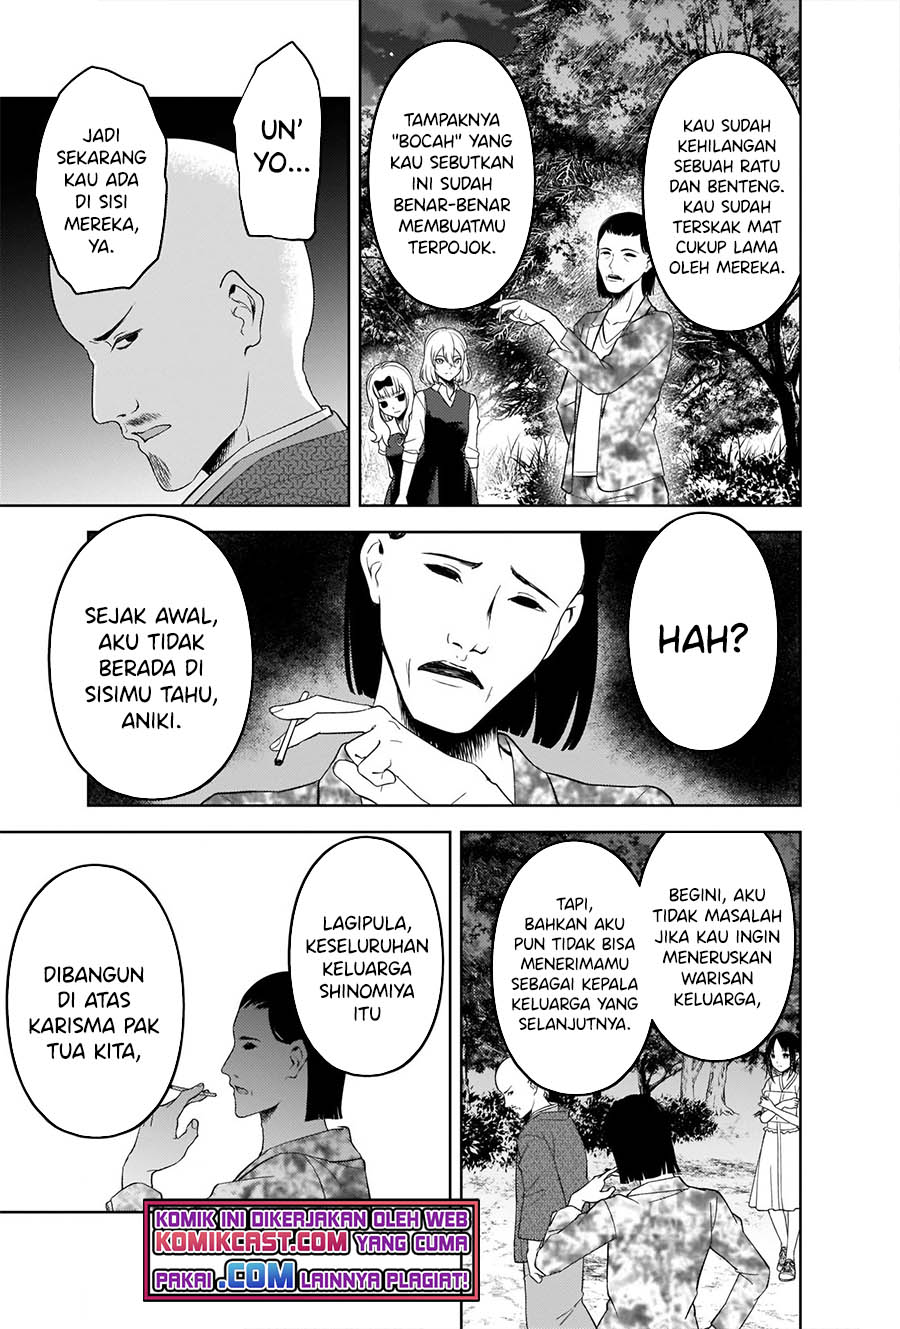 KAU SUDAH
KEHILANGAN
SEBUAH RATU
DAN BENTENG.
KAU SUDAH
TERSKAK MAT
CUKUP LAMA
OLEH MEREKA.
TAMPAKNYA
"BOCAH" YANG
KAU SEBUTKAN
INI SUDAH
BENAR-BENAR
MEMBUATMU
TERPOJOK.
UN'
YO...
JADI
SEKARANG
KAU ADA
DI SISI
MEREKA,
YA.
HAH?
SEJAK AWAL,
AKU TIDAK
BERADA DI
SISIMU TAHU,
ANIKI.
BEGINI, AKU
TIDAK MASALAH
JIKA KAU INGIN
MENERUSKAN
WARISAN
KELUARGA,
TAPI,
BAHKAN AKU
PUN TIDAK BISA
MENERIMAMU
SEBAGAI KEPALA
KELUARGA YANG
SELANJUTNYA.
LAGIPULA,
KESELURUHAN
KELUARGA
SHINOMIYA
ITU
DIBANGUN
DI ATAS
KARISMA PAK
TUA KITA,
KOMIK INI DIKERJAKAN OLEH WEB
KOMIKCAST.COM YANG CUMA
PAKAI .COM LAINNYA PLAGIAT!